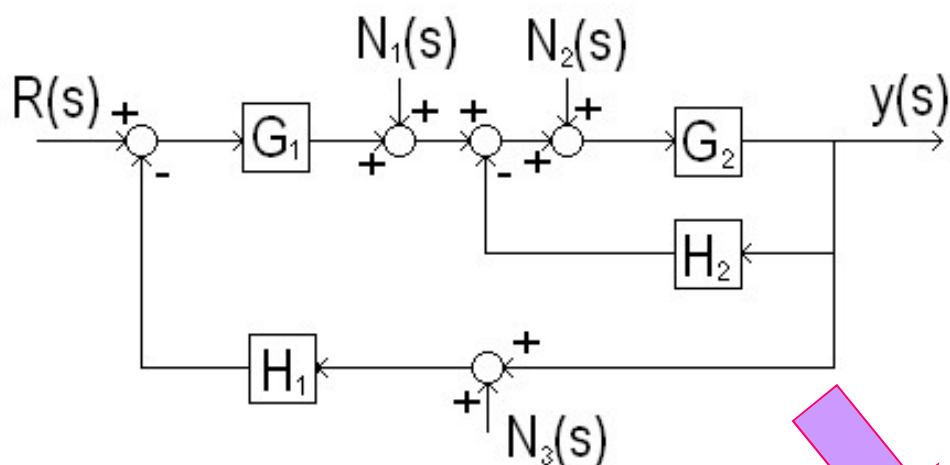 N₁(s) N₂(s)
R(s) + + + + y(s)
G₁ G₂
- + - +
H₂
+
H₁
+
N₃(s)